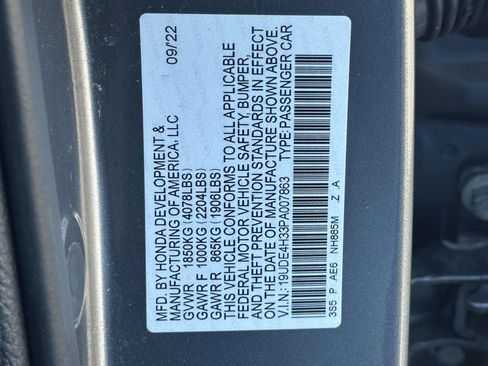 MFD. BY HONDA DEVELOPMENT & 09/22
MANUFACTURING OF AMERICA, LLC
GVWR 1850KG (4078LBS)
GAWR F 1000KG (2204LBS)
GAWR R 865KG (1906LBS)
THIS VEHICLE CONFORMS TO ALL APPLICABLE
FEDERAL MOTOR VEHICLE SAFETY, BUMPER,
AND THEFT PREVENTION STANDARDS IN EFFECT
ON THE DATE OF MANUFACTURE SHOWN ABOVE.
V.I.N.: 19UDE4H33PA007863 TYPE: PASSENGER CAR
3S5 P AE6 NH885M Z .A